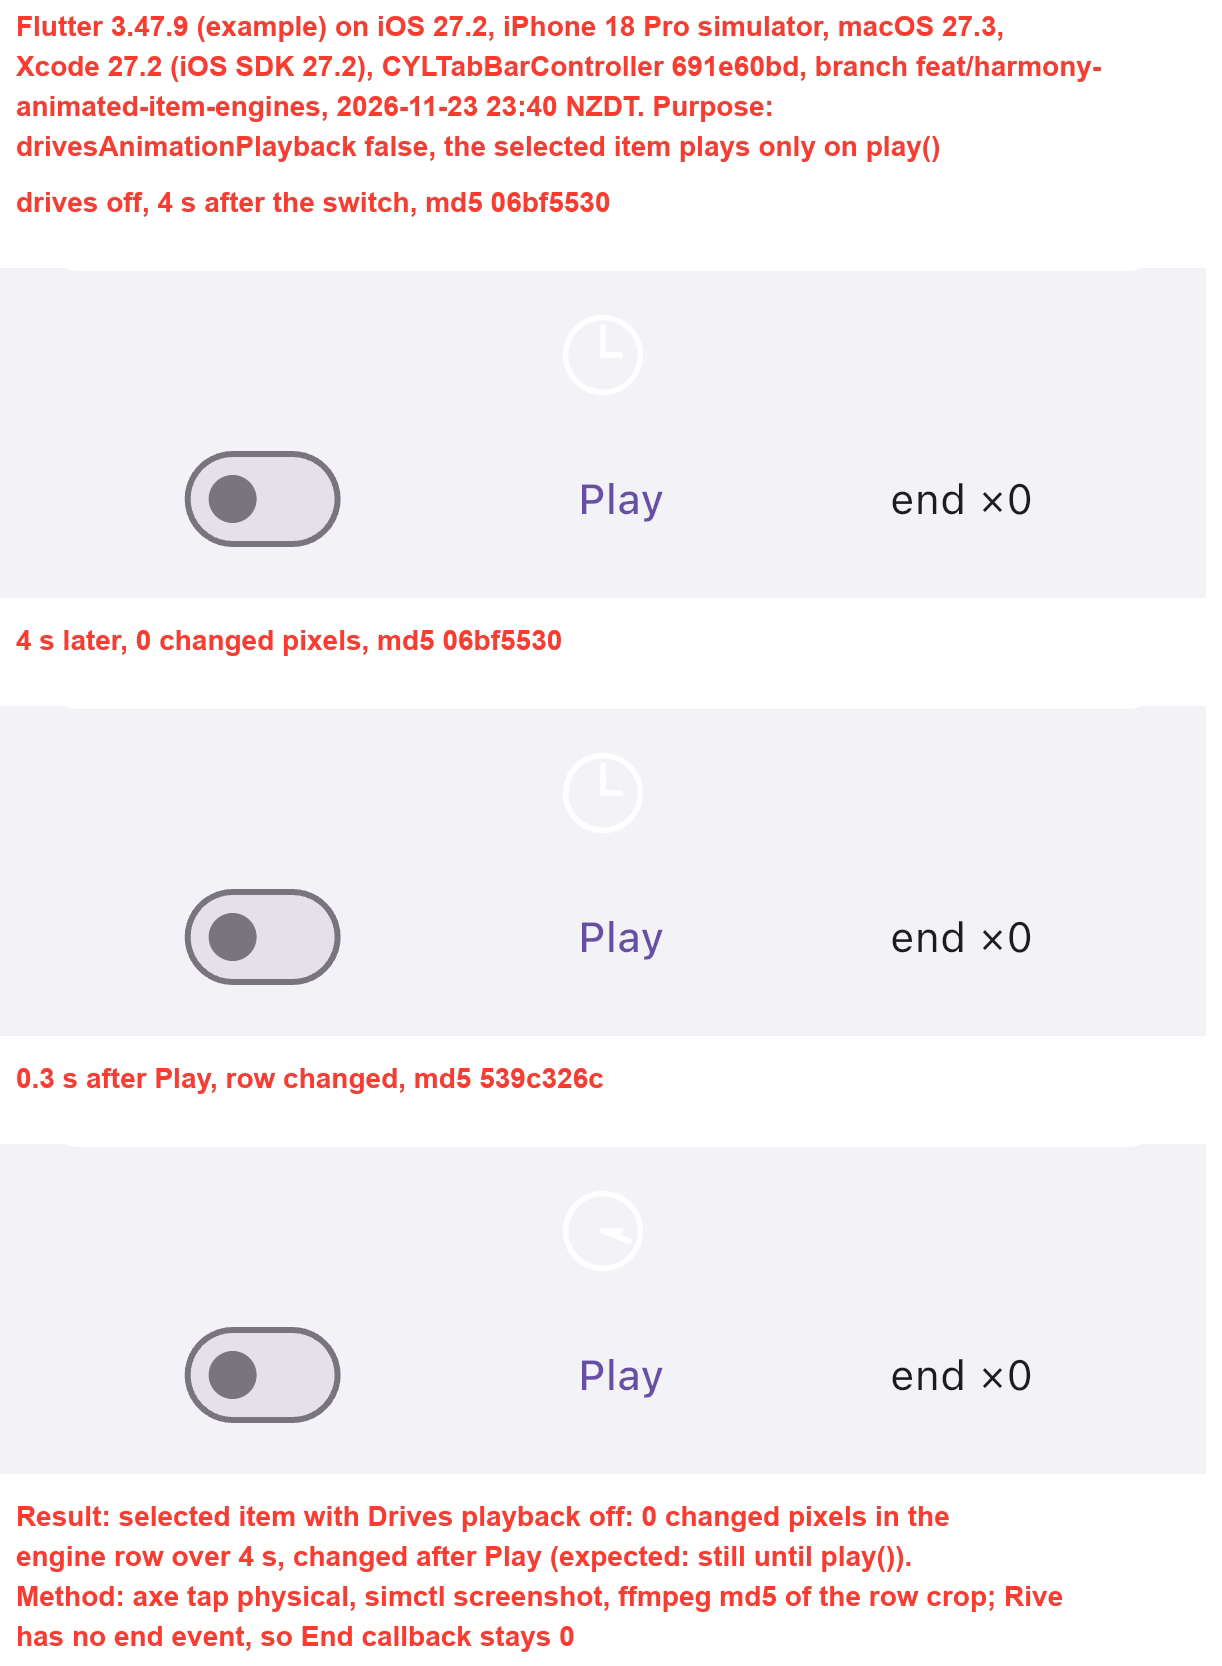 Flutter 3.47.9 (example) on iOS 27.2, iPhone 18 Pro simulator, macOS 27.3,
Xcode 27.2 (iOS SDK 27.2), CYLTabBarController 691e60bd, branch feat/harmony-
animated-item-engines, 2026-11-23 23:40 NZDT. Purpose:
drivesAnimationPlayback false, the selected item plays only on play()
drives off, 4 s after the switch, md5 06bf5530
Play end ×0
4 s later, 0 changed pixels, md5 06bf5530
Play end ×0
0.3 s after Play, row changed, md5 539c326c
Play end ×0
Result: selected item with Drives playback off: 0 changed pixels in the
engine row over 4 s, changed after Play (expected: still until play()).
Method: axe tap physical, simctl screenshot, ffmpeg md5 of the row crop; Rive
has no end event, so End callback stays 0